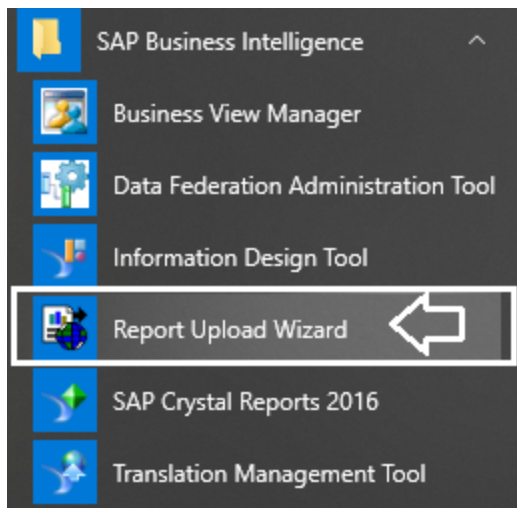 SAP Business Intelligence
Business View Manager
Data Federation Administration Tool
Information Design Tool
Report Upload Wizard
SAP Crystal Reports 2016
Translation Management Tool